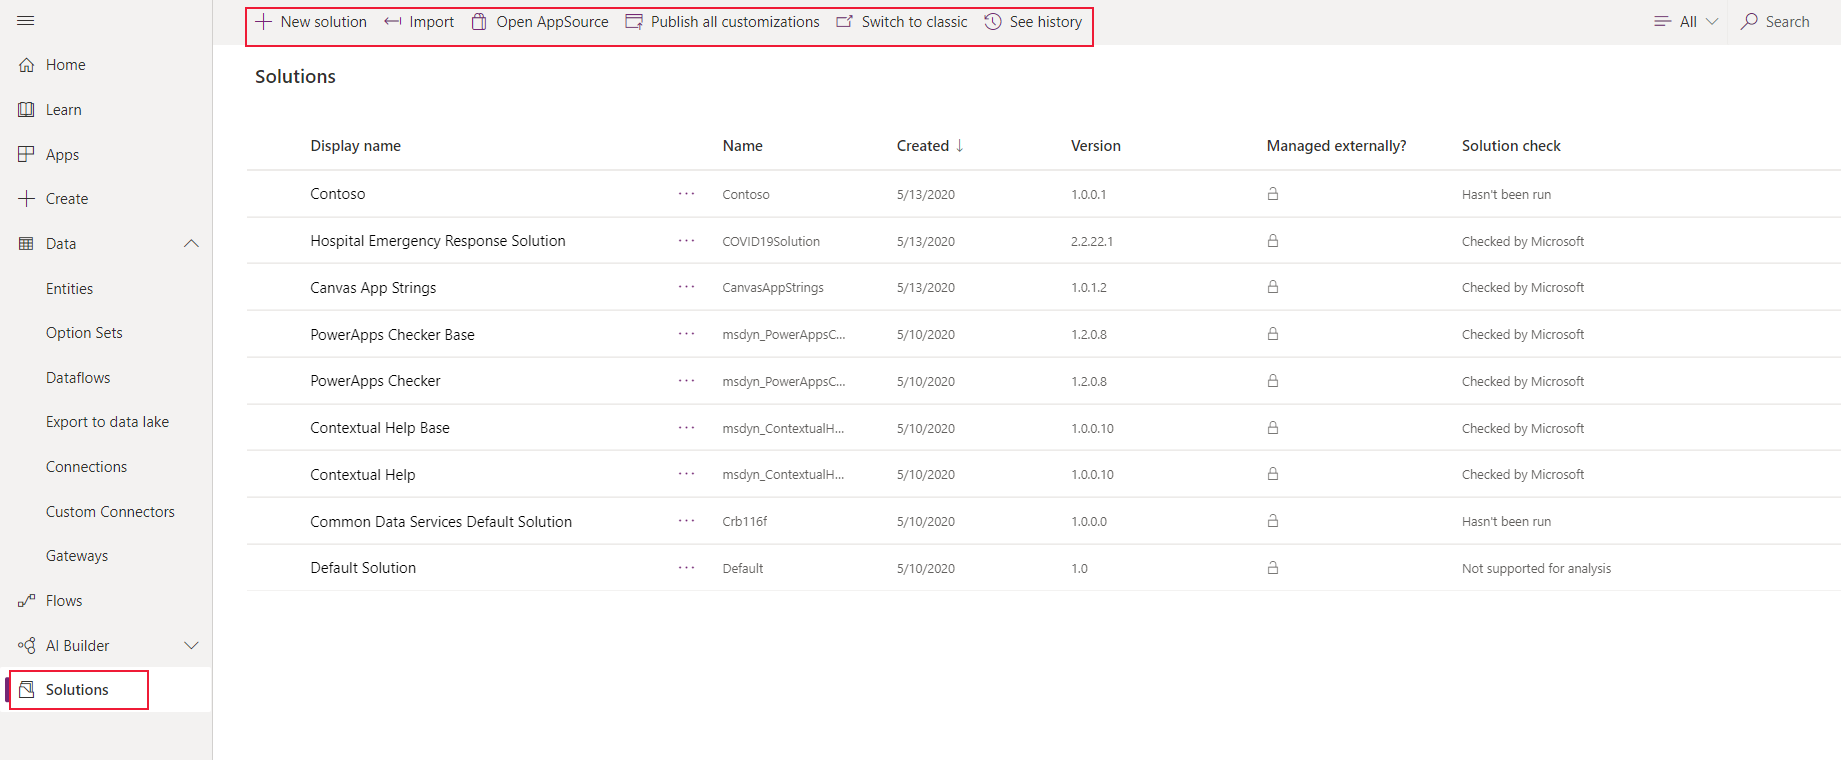 New solution Import Open AppSource Publish all customizations Switch to classic See history All Search
Home
Learn
Apps
Create
Data
Entities
Option Sets
Dataflows
Export to data lake
Connections
Custom Connectors
Gateways
Flows
AI Builder
Solutions
Solutions
Display name Name Created ↓ Version Managed externally? Solution check
Contoso ··· Contoso 5/13/2020 1.0.0.1 Hasn't been run
Hospital Emergency Response Solution ··· COVID19Solution 5/13/2020 2.2.22.1 Checked by Microsoft
Canvas App Strings ··· CanvasAppStrings 5/13/2020 1.0.1.2 Checked by Microsoft
PowerApps Checker Base ··· msdyn_PowerAppsC... 5/10/2020 1.2.0.8 Checked by Microsoft
PowerApps Checker ··· msdyn_PowerAppsC... 5/10/2020 1.2.0.8 Checked by Microsoft
Contextual Help Base ··· msdyn_ContextualH... 5/10/2020 1.0.0.10 Checked by Microsoft
Contextual Help ··· msdyn_ContextualH... 5/10/2020 1.0.0.10 Checked by Microsoft
Common Data Services Default Solution ··· Crb116f 5/10/2020 1.0.0.0 Hasn't been run
Default Solution ··· Default 5/10/2020 1.0 Not supported for analysis